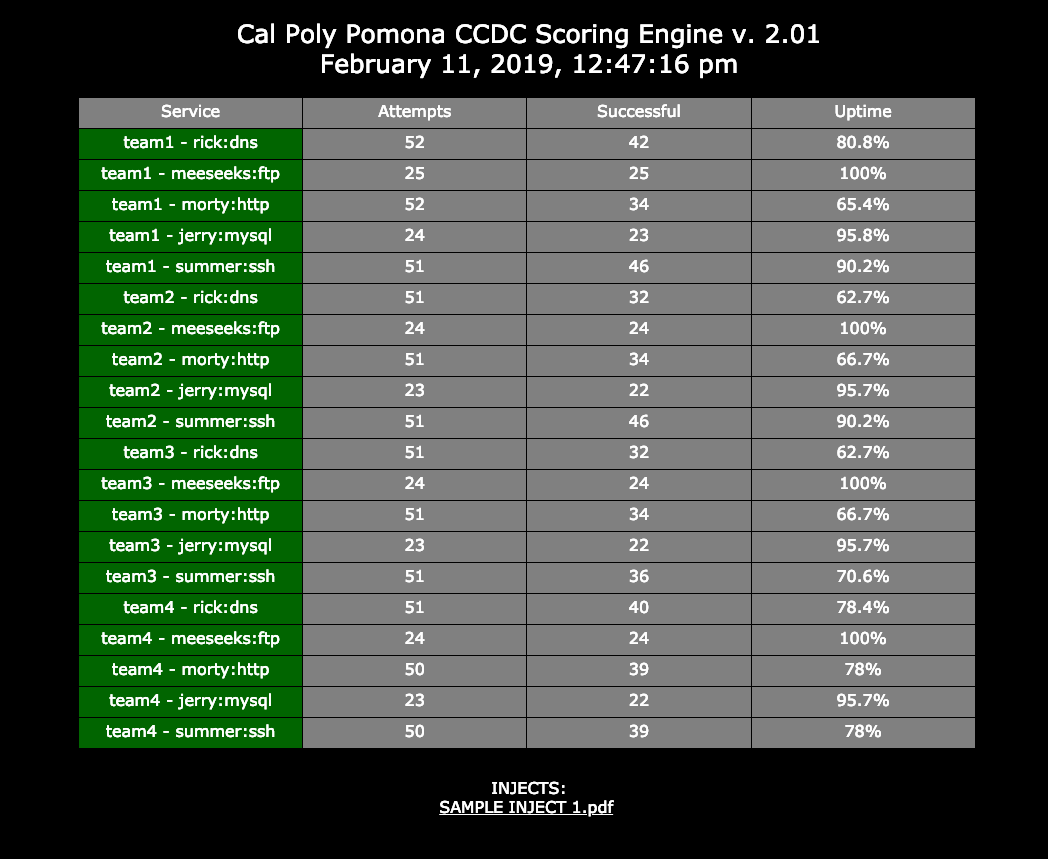 Cal Poly Pomona CCDC Scoring Engine v. 2.01
February 11, 2019, 12:47:16 pm
Service Attempts Successful Uptime
team1 - rick:dns 52 42 80.8%
team1 - meeseeks:ftp 25 25 100%
team1 - morty:http 52 34 65.4%
team1 - jerry:mysql 24 23 95.8%
team1 - summer:ssh 51 46 90.2%
team2 - rick:dns 51 32 62.7%
team2 - meeseeks:ftp 24 24 100%
team2 - morty:http 51 34 66.7%
team2 - jerry:mysql 23 22 95.7%
team2 - summer:ssh 51 46 90.2%
team3 - rick:dns 51 32 62.7%
team3 - meeseeks:ftp 24 24 100%
team3 - morty:http 51 34 66.7%
team3 - jerry:mysql 23 22 95.7%
team3 - summer:ssh 51 36 70.6%
team4 - rick:dns 51 40 78.4%
team4 - meeseeks:ftp 24 24 100%
team4 - morty:http 50 39 78%
team4 - jerry:mysql 23 22 95.7%
team4 - summer:ssh 50 39 78%
INJECTS:
SAMPLE INJECT 1.pdf